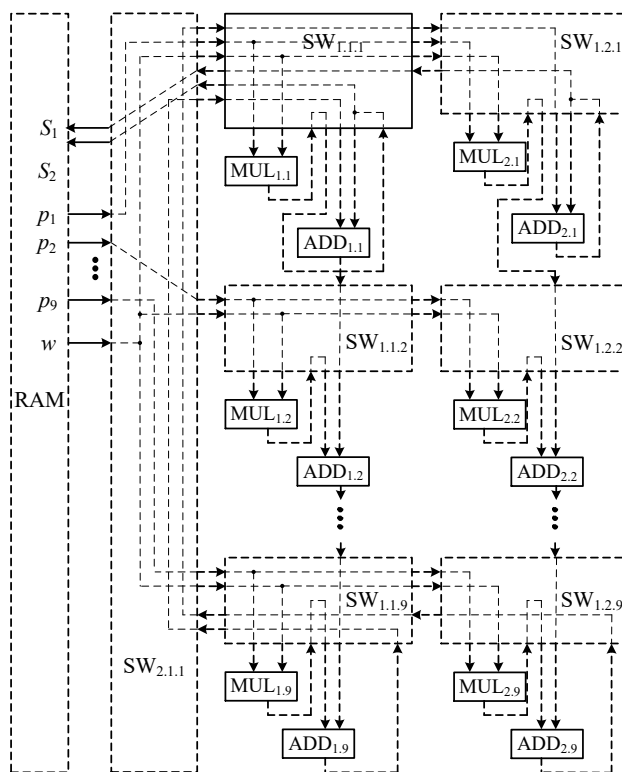 SW1.1.1
SW1.2.1
S1
S2
MUL1.1
MUL2.1
p1
ADD1.1
ADD2.1
p2
p9
w
SW1.1.2
SW1.2.2
RAM
MUL1.2
MUL2.2
ADD1.2
ADD2.2
SW1.1.9
SW1.2.9
SW2.1.1
MUL1.9
MUL2.9
ADD1.9
ADD2.9